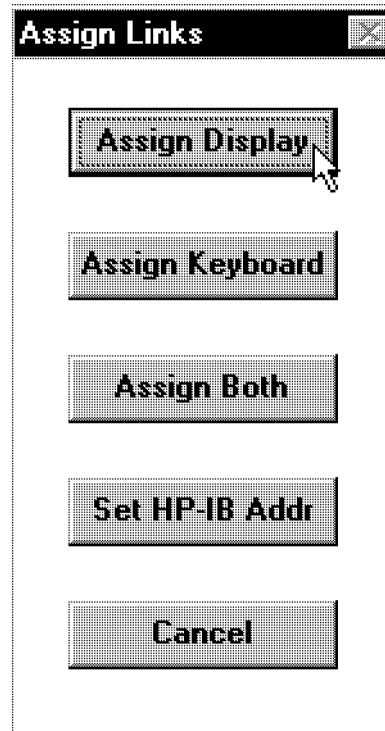 Assign Links
Assign Display
Assign Keyboard
Assign Both
Set HP-IB Addr
Cancel